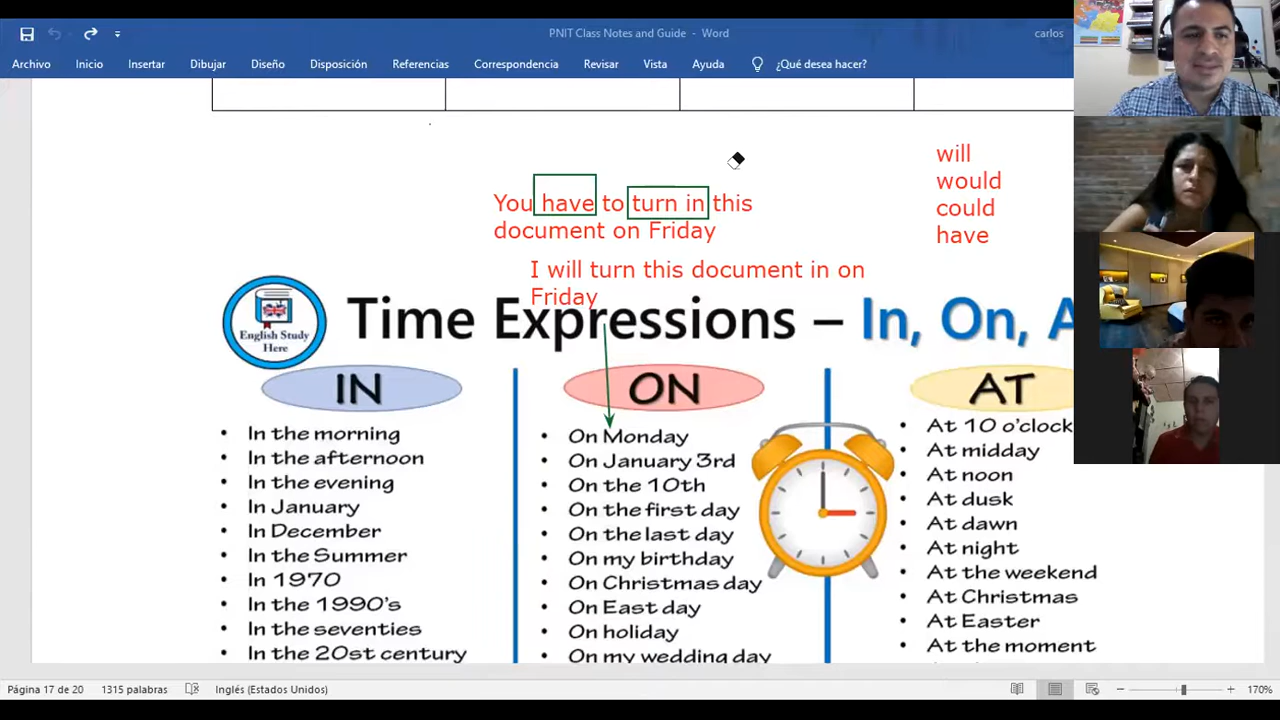 PNIT Class Notes and Guide - Word
carlos
Archivo Inicio Insertar Dibujar Diseño Disposición Referencias Correspondencia Revisar Vista Ayuda ¿Qué desea hacer?
will
would
could
have
You have to turn in this
document on Friday
I will turn this document in on
Friday
English Study
Here
Time Expressions – In, On,
IN
ON
AT
In the morning
In the afternoon
In the evening
In January
In December
In the Summer
In 1970
In the 1990's
In the seventies
In the 20st century
On Monday
On January 3rd
On the 10th
On the first day
On the last day
On my birthday
On Christmas day
On East day
On holiday
On my wedding day
At 10 o'clock
At midday
At noon
At dusk
At dawn
At night
At the weekend
At Christmas
At Easter
At the moment
Página 17 de 20 1315 palabras Inglés (Estados Unidos) 170%